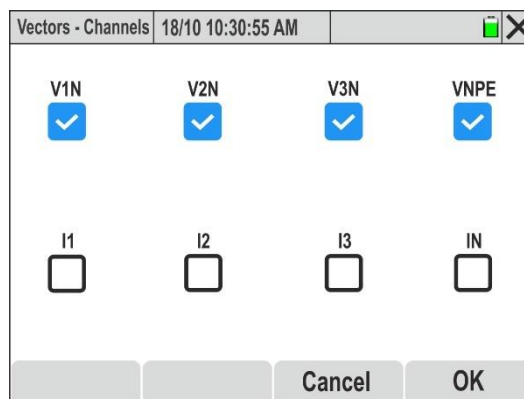 Vectors - Channels 18/10 10:30:55 AM
V1N V2N V3N VNPE
I1 I2 I3 IN
Cancel OK